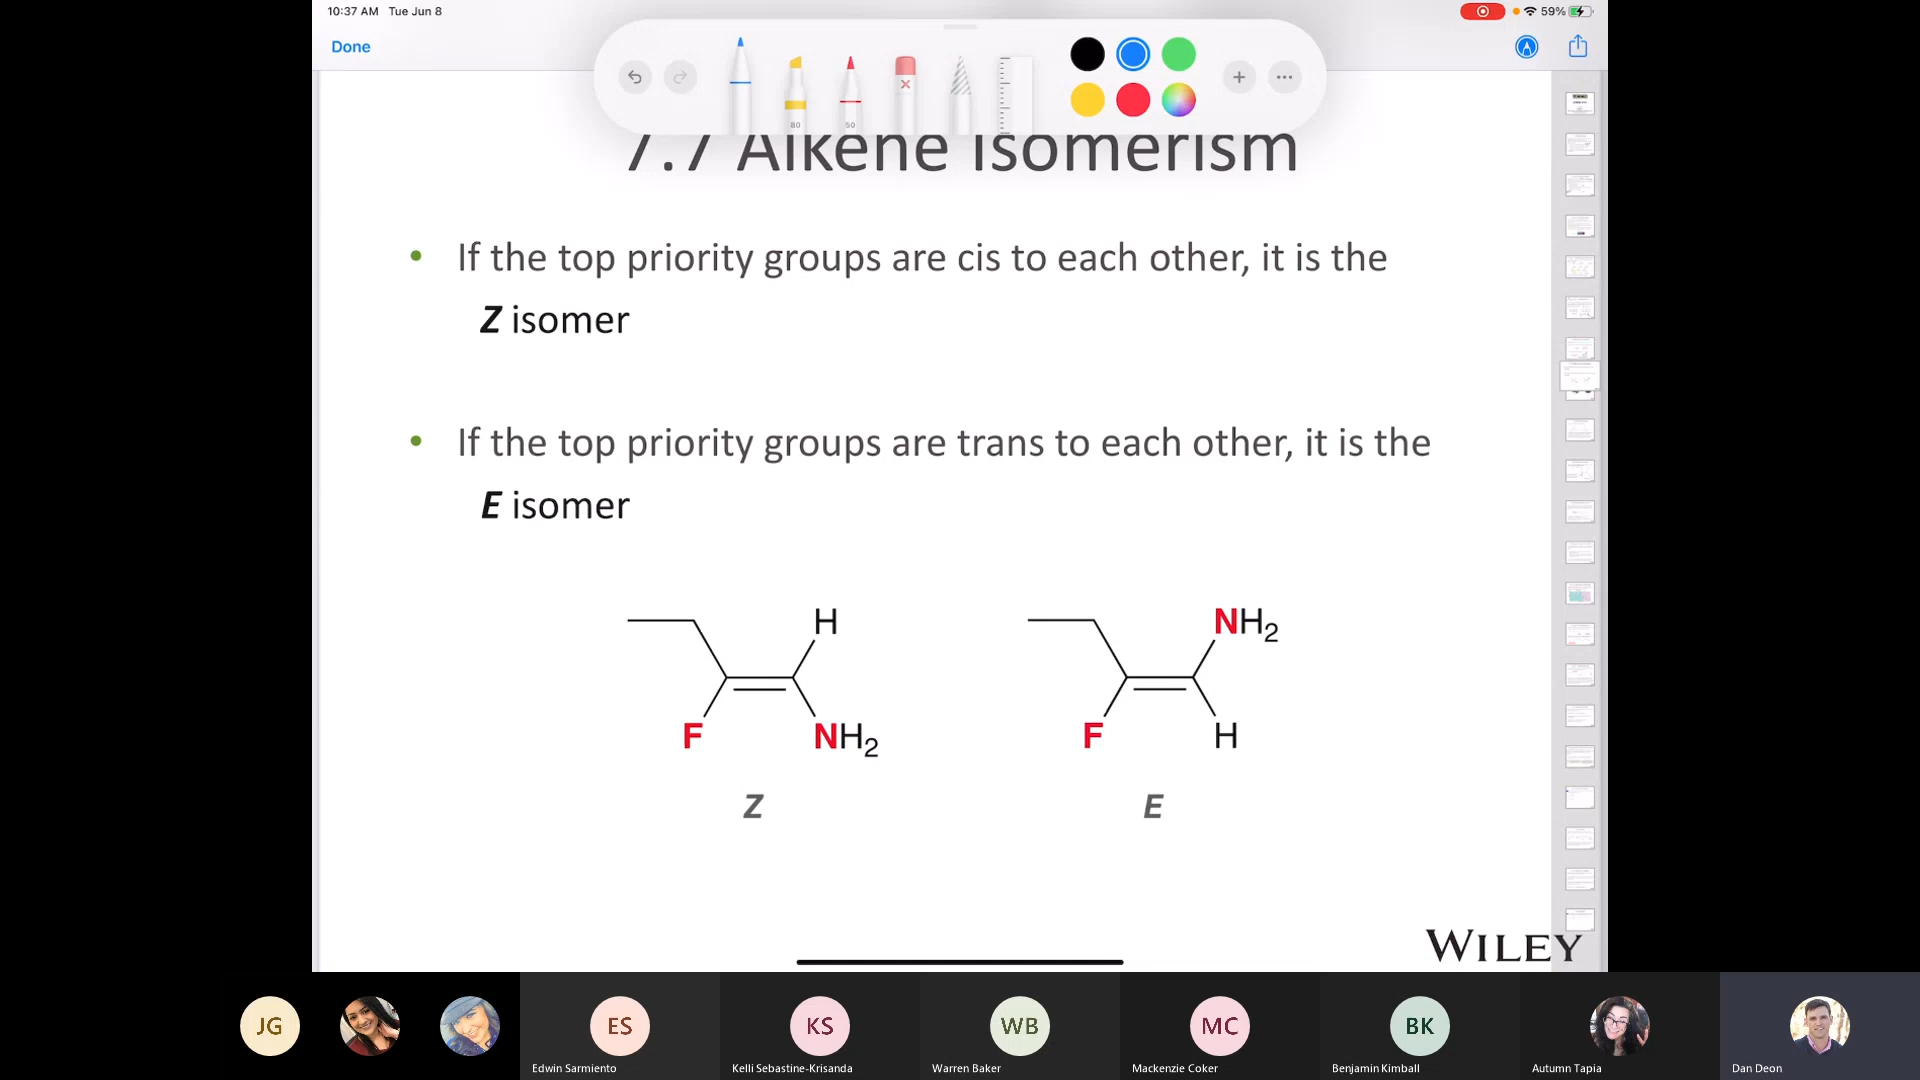 10:37 AM Tue Jun 8
59%
Done
80
50
7.7 Alkene Isomerism
• If the top priority groups are cis to each other, it is the
Z isomer
• If the top priority groups are trans to each other, it is the
E isomer
H
NH2
F
NH2
F
H
Z
E
WILEY
JG
ES
KS
WB
MC
BK
Edwin Sarmiento
Kelli Sebastine-Krisanda
Warren Baker
Mackenzie Coker
Benjamin Kimball
Autumn Tapia
Dan Deon